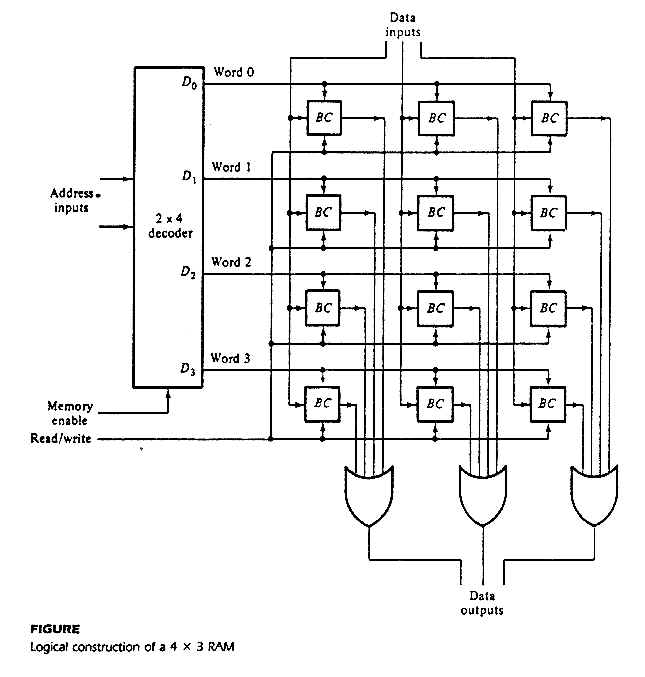 Data
inputs
D0
Word 0
BC
BC
BC
D1
Word 1
Address
inputs
2 x 4
decoder
BC
BC
BC
D2
Word 2
BC
BC
BC
D3
Word 3
BC
BC
BC
Memory
enable
Read/write
Data
outputs
FIGURE
Logical construction of a 4 × 3 RAM